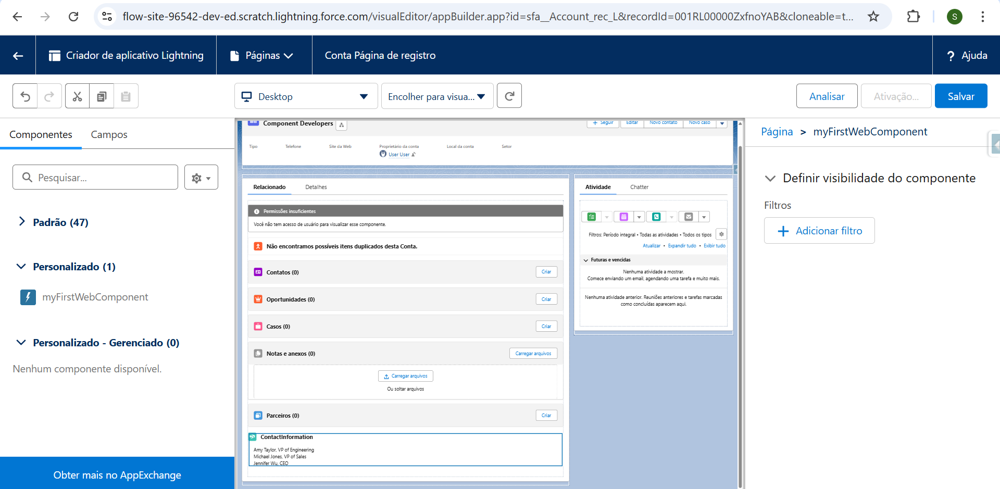 flow-site-96542-dev-ed.scratch.lightning.force.com/visualEditor/appBuilder.app?id=sfa__Account_rec_L&recordId=001RL00000ZxfnoYAB&cloneable=t...
S
Criador de aplicativo Lightning
Páginas
Conta Página de registro
? Ajuda
Desktop
Encolher para visua...
Analisar
Ativação...
Salvar
Componentes
Campos
Pesquisar...
Padrão (47)
Personalizado (1)
myFirstWebComponent
Personalizado - Gerenciado (0)
Nenhum componente disponível.
Obter mais no AppExchange
Component Developers
+ Seguir
Editar
Novo contato
Novo caso
Tipo
Telefone
Site da Web
Proprietário da conta
Local da conta
Setor
User User
Relacionado
Detalhes
Permissões insuficientes
Você não tem acesso de usuário para visualizar esse componente.
Não encontramos possíveis itens duplicados desta Conta.
Contatos (0)
Criar
Oportunidades (0)
Criar
Casos (0)
Criar
Notas e anexos (0)
Carregar arquivos
Carregar arquivos
Ou soltar arquivos
Parceiros (0)
Criar
ContactInformation
Amy Taylor, VP of Engineering
Michael Jones, VP of Sales
Jennifer Wu, CEO
Atividade
Chatter
Filtros: Período integral • Todas as atividades • Todos os tipos
Atualizar • Expandir tudo • Exibir tudo
Futuras e vencidas
Nenhuma atividade a mostrar.
Comece enviando um email, agendando uma tarefa e muito mais.
Nenhuma atividade anterior. Reuniões anteriores e tarefas marcadas
como concluídas aparecem aqui.
Página > myFirstWebComponent
Definir visibilidade do componente
Filtros
+ Adicionar filtro